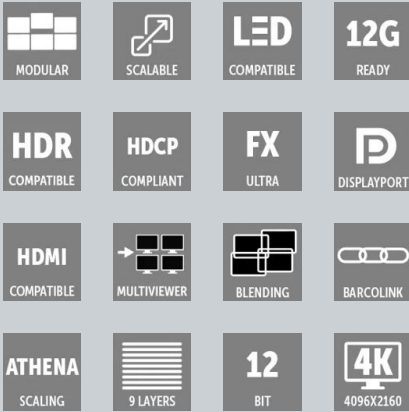 MODULAR
SCALABLE
LED
COMPATIBLE
12G
READY
HDR
COMPATIBLE
HDCP
COMPLIANT
FX
ULTRA
DISPLAYPORT
HDMI
COMPATIBLE
MULTIVIEWER
BLENDING
BARCOLINK
ATHENA
SCALING
9 LAYERS
12
BIT
4K
4096X2160